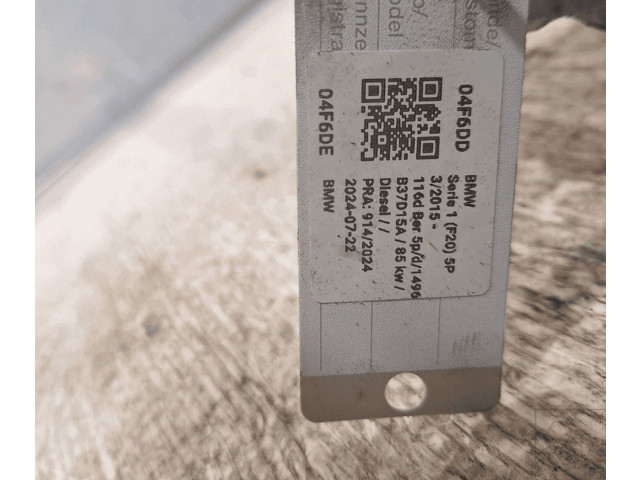 04F6DD
BMW
Serie 1 (F20) 5P
3/2015 -
116d Ber 5p/d/1496
B37D15A / 85 kw /
Diesel / /
PRA: 914/2024
2024-07-22
04F6DE
BMW